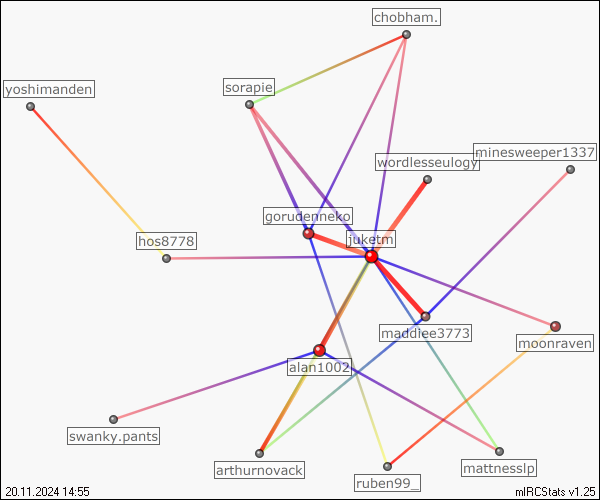 chobham.
yoshimanden
sorapie
minesweeper1337
wordlesseulogy
gorudenneko
juketm
hos8778
maddiee3773
moonraven
alan1002
swanky.pants
arthurnovack
mattnesslp
ruben99_
20.11.2024 14:55
mIRCStats v1.25